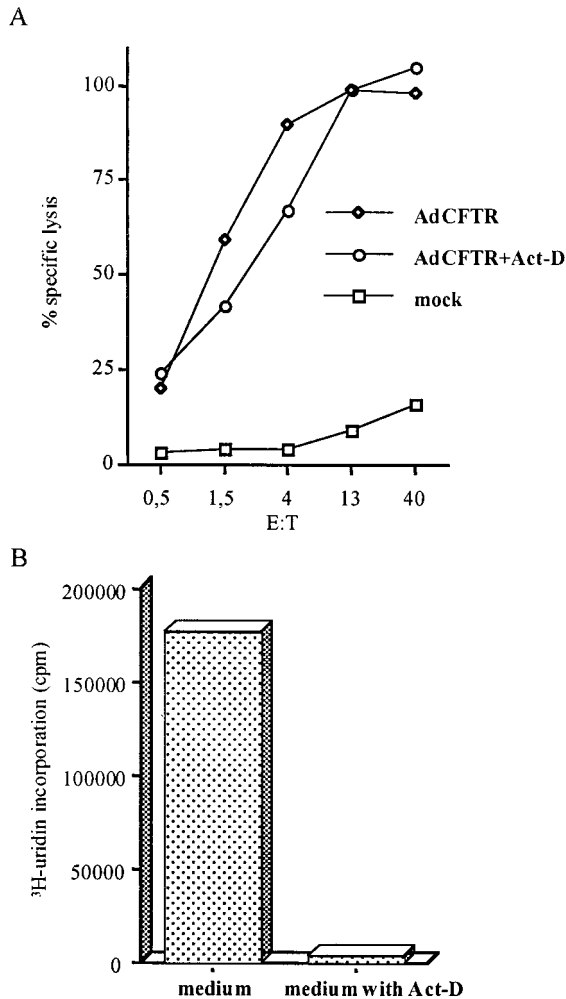 A
% specific lysis
100
75
50
25
0
0,5 1,5 4 13 40
E:T
AdCFTR
AdCFTR+Act-D
mock
B
³H-uridin incorporation (cpm)
200000
150000
100000
50000
0
medium medium with Act-D